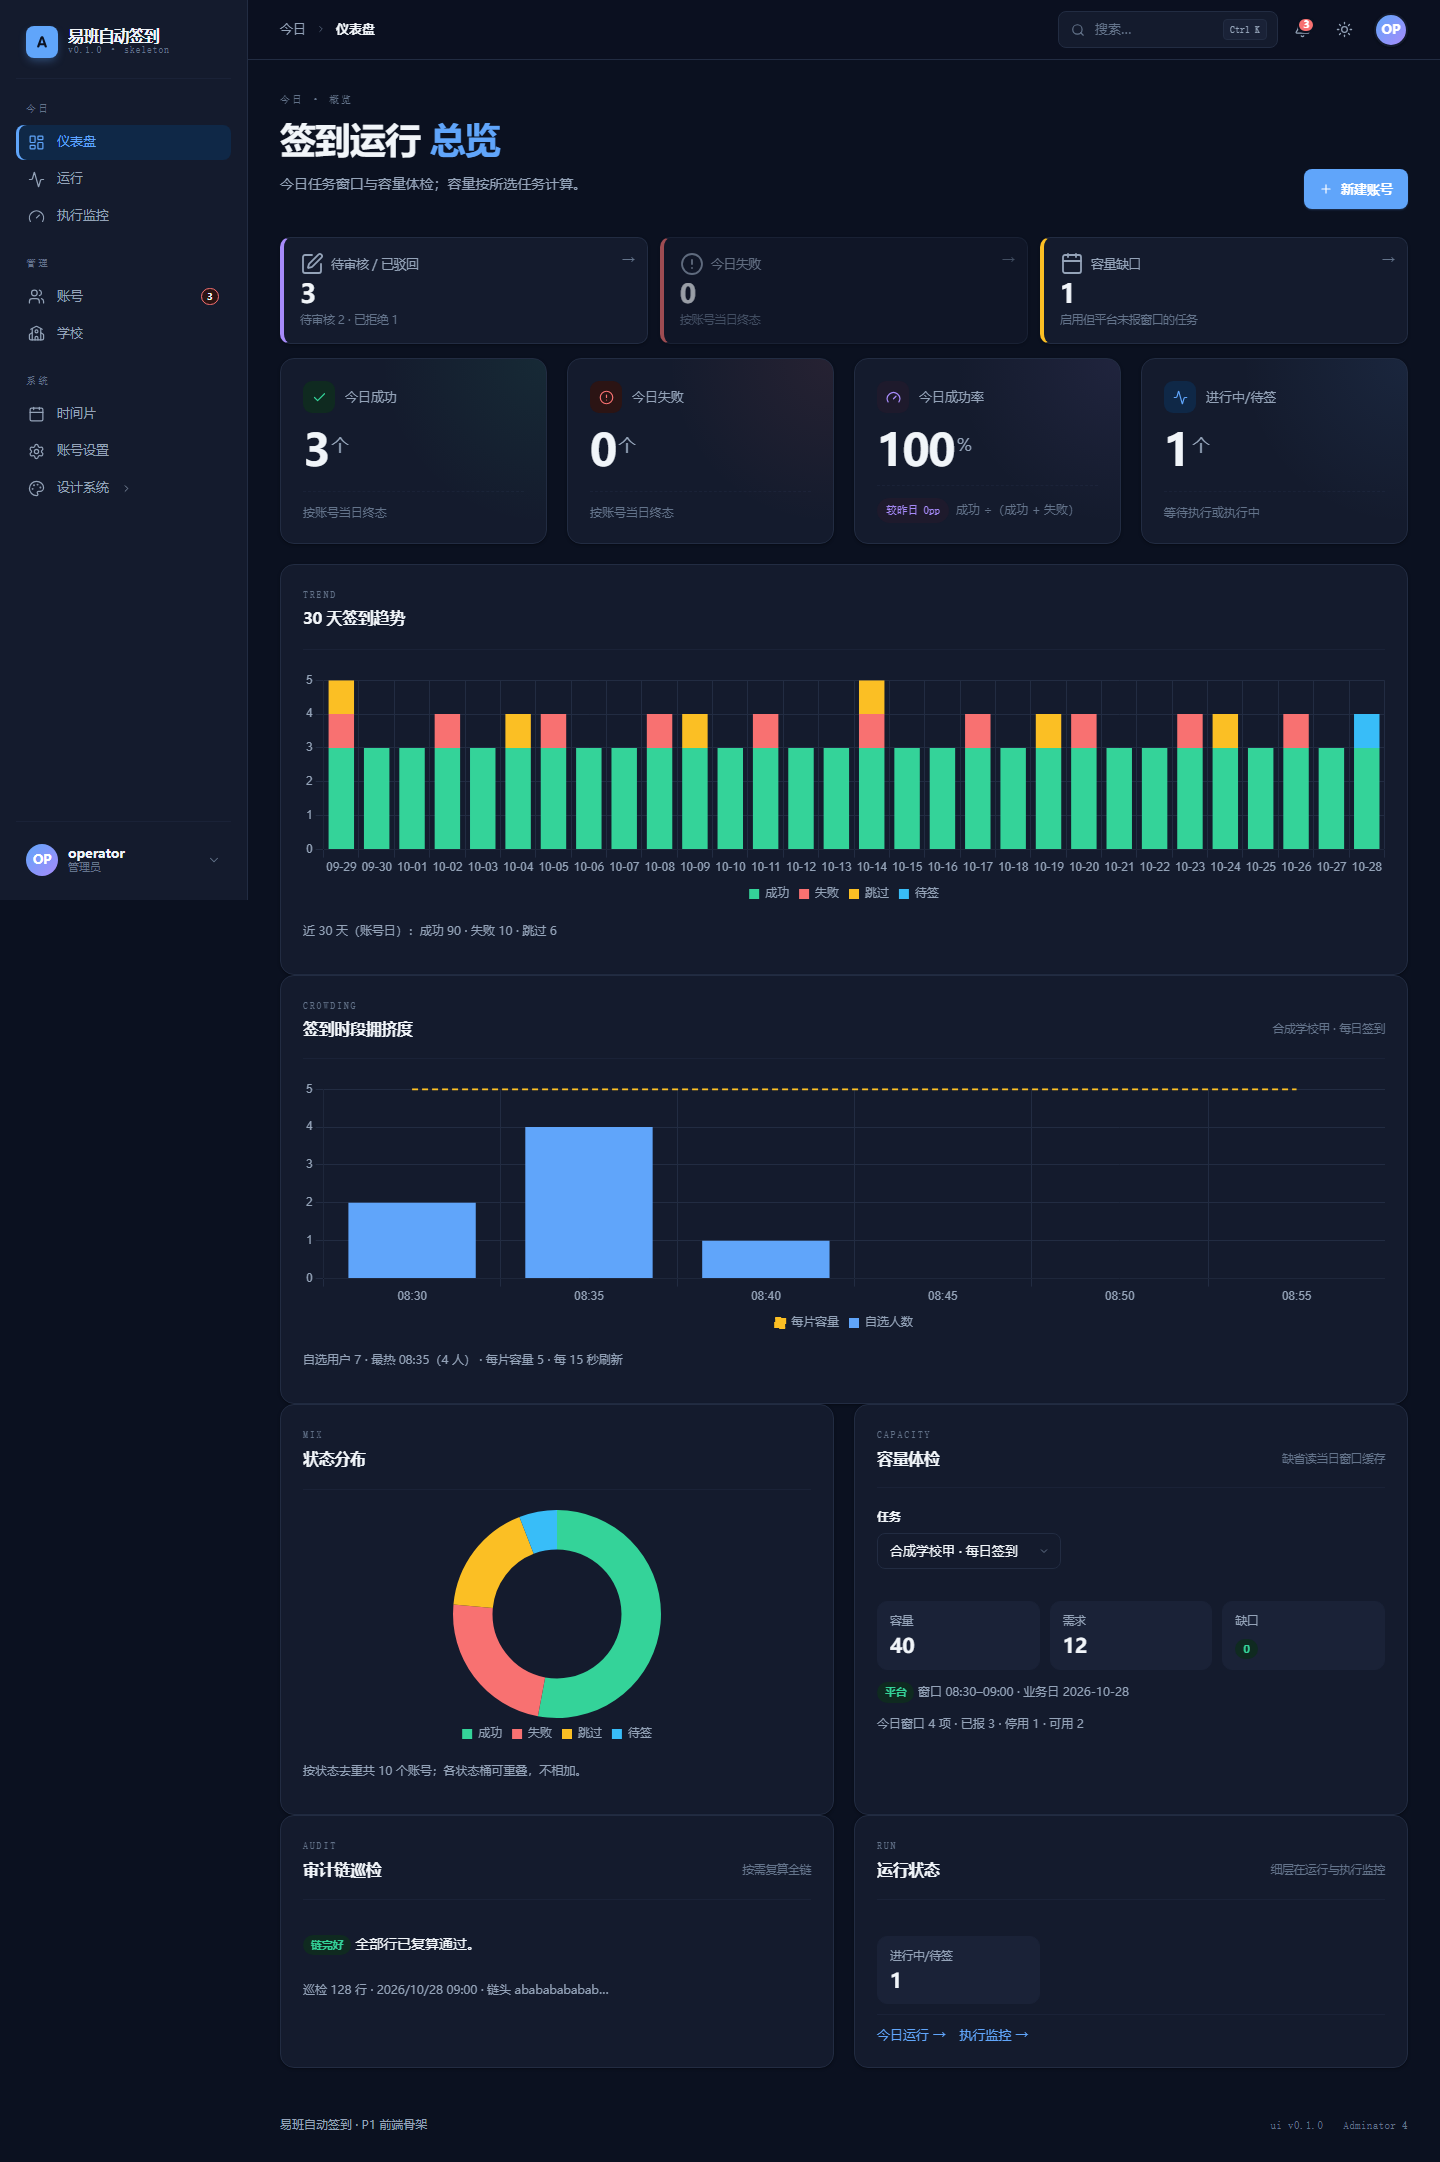 A
易班自动签到
v0.1.0 · skeleton
今日
仪表盘
运行
执行监控
管理
账号
3
学校
系统
时间片
账号设置
设计系统
OP
operator
管理员
今日 › 仪表盘
搜索...
Ctrl K
3
OP
今日 · 概览
签到运行 总览
今日任务窗口与容量体检；容量按所选任务计算。
+ 新建账号
待审核 / 已驳回 →
3
待审核 2 · 已拒绝 1
今日失败 →
0
按账号当日终态
容量缺口 →
1
启用但平台未报窗口的任务
今日成功
3个
按账号当日终态
今日失败
0个
按账号当日终态
今日成功率
100%
较昨日 0pp 成功 ÷（成功 + 失败）
进行中/待签
1个
等待执行或执行中
TREND
30 天签到趋势
5
4
3
2
1
0
09-29 09-30 10-01 10-02 10-03 10-04 10-05 10-06 10-07 10-08 10-09 10-10 10-11 10-12 10-13 10-14 10-15 10-16 10-17 10-18 10-19 10-20 10-21 10-22 10-23 10-24 10-25 10-26 10-27 10-28
成功 失败 跳过 待签
近 30 天（账号日）：成功 90 · 失败 10 · 跳过 6
CROWDING
签到时段拥挤度
合成学校甲 · 每日签到
5
4
3
2
1
0
08:30 08:35 08:40 08:45 08:50 08:55
每片容量 自选人数
自选用户 7 · 最热 08:35（4 人） · 每片容量 5 · 每 15 秒刷新
MIX
状态分布
成功 失败 跳过 待签
按状态去重共 10 个账号；各状态桶可重叠，不相加。
CAPACITY
容量体检
缺省读当日窗口缓存
任务
合成学校甲 · 每日签到
容量
40
需求
12
缺口
0
平台 窗口 08:30–09:00 · 业务日 2026-10-28
今日窗口 4 项 · 已报 3 · 停用 1 · 可用 2
AUDIT
审计链巡检
按需复算全链
链完好 全部行已复算通过。
巡检 128 行 · 2026/10/28 09:00 · 链头 abababababab…
RUN
运行状态
细层在运行与执行监控
进行中/待签
1
今日运行 → 执行监控 →
易班自动签到 · P1 前端骨架
ui v0.1.0 Adminator 4